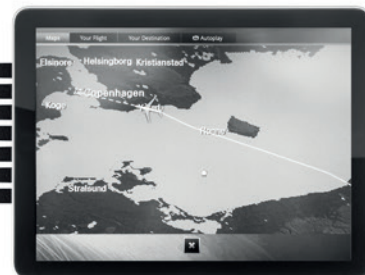 Maps Your Flight Your Destination Autoplay
Elsinore Helsingborg Kristianstad
Copenhagen
Koge
Stralsund